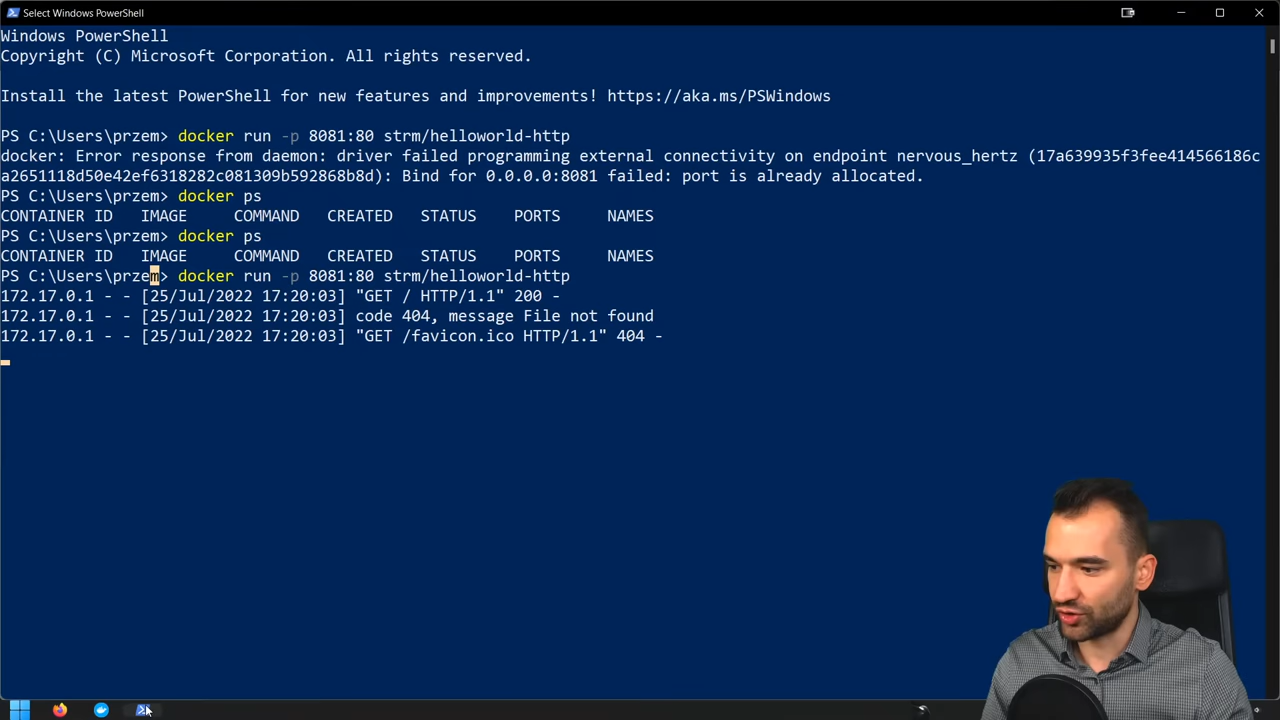 Select Windows PowerShell
Windows PowerShell
Copyright (C) Microsoft Corporation. All rights reserved.
Install the latest PowerShell for new features and improvements! https://aka.ms/PSWindows
PS C:\Users\przem> docker run -p 8081:80 strm/helloworld-http
docker: Error response from daemon: driver failed programming external connectivity on endpoint nervous_hertz (17a639935f3fee414566186c
a2651118d50e42ef6318282c081309b592868b8d): Bind for 0.0.0.0:8081 failed: port is already allocated.
PS C:\Users\przem> docker ps
CONTAINER ID   IMAGE     COMMAND   CREATED   STATUS    PORTS     NAMES
PS C:\Users\przem> docker ps
CONTAINER ID   IMAGE     COMMAND   CREATED   STATUS    PORTS     NAMES
PS C:\Users\przem> docker run -p 8081:80 strm/helloworld-http
172.17.0.1 - - [25/Jul/2022 17:20:03] "GET / HTTP/1.1" 200 -
172.17.0.1 - - [25/Jul/2022 17:20:03] code 404, message File not found
172.17.0.1 - - [25/Jul/2022 17:20:03] "GET /favicon.ico HTTP/1.1" 404 -